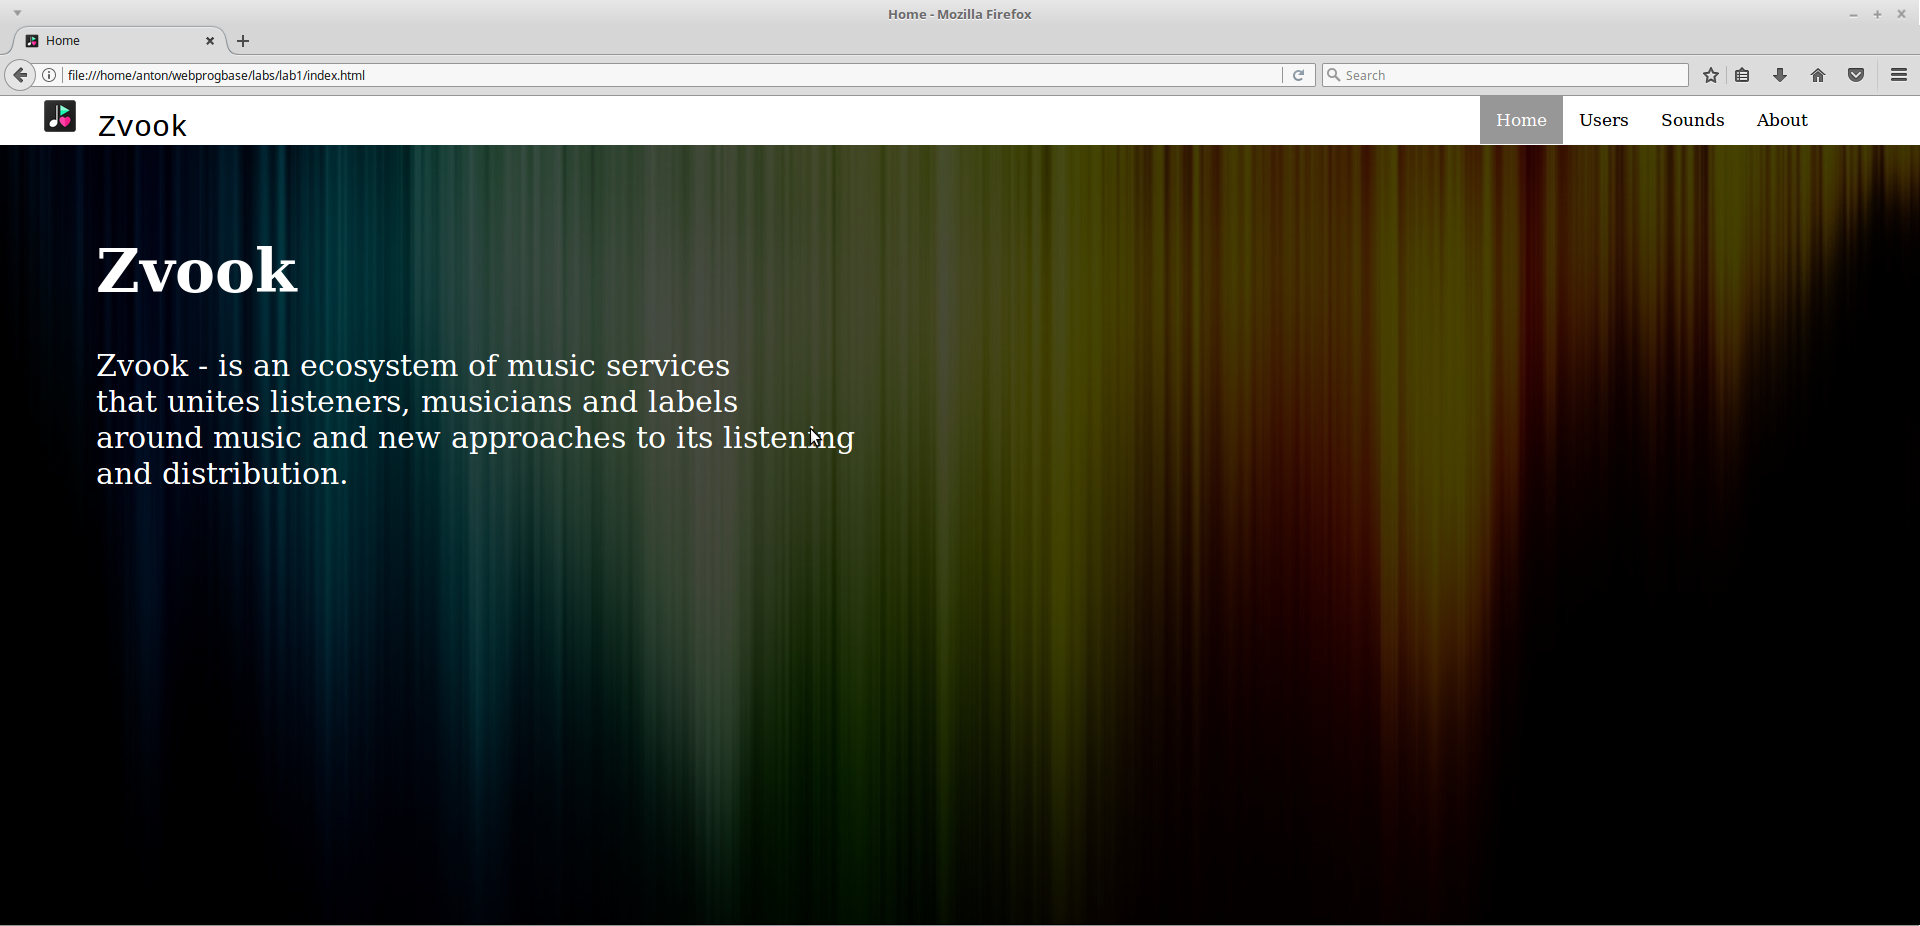 Home - Mozilla Firefox
Home
file:///home/anton/webprogbase/labs/lab1/index.html
Search
Zvook
Home Users Sounds About
Zvook
Zvook - is an ecosystem of music services
that unites listeners, musicians and labels
around music and new approaches to its listening
and distribution.